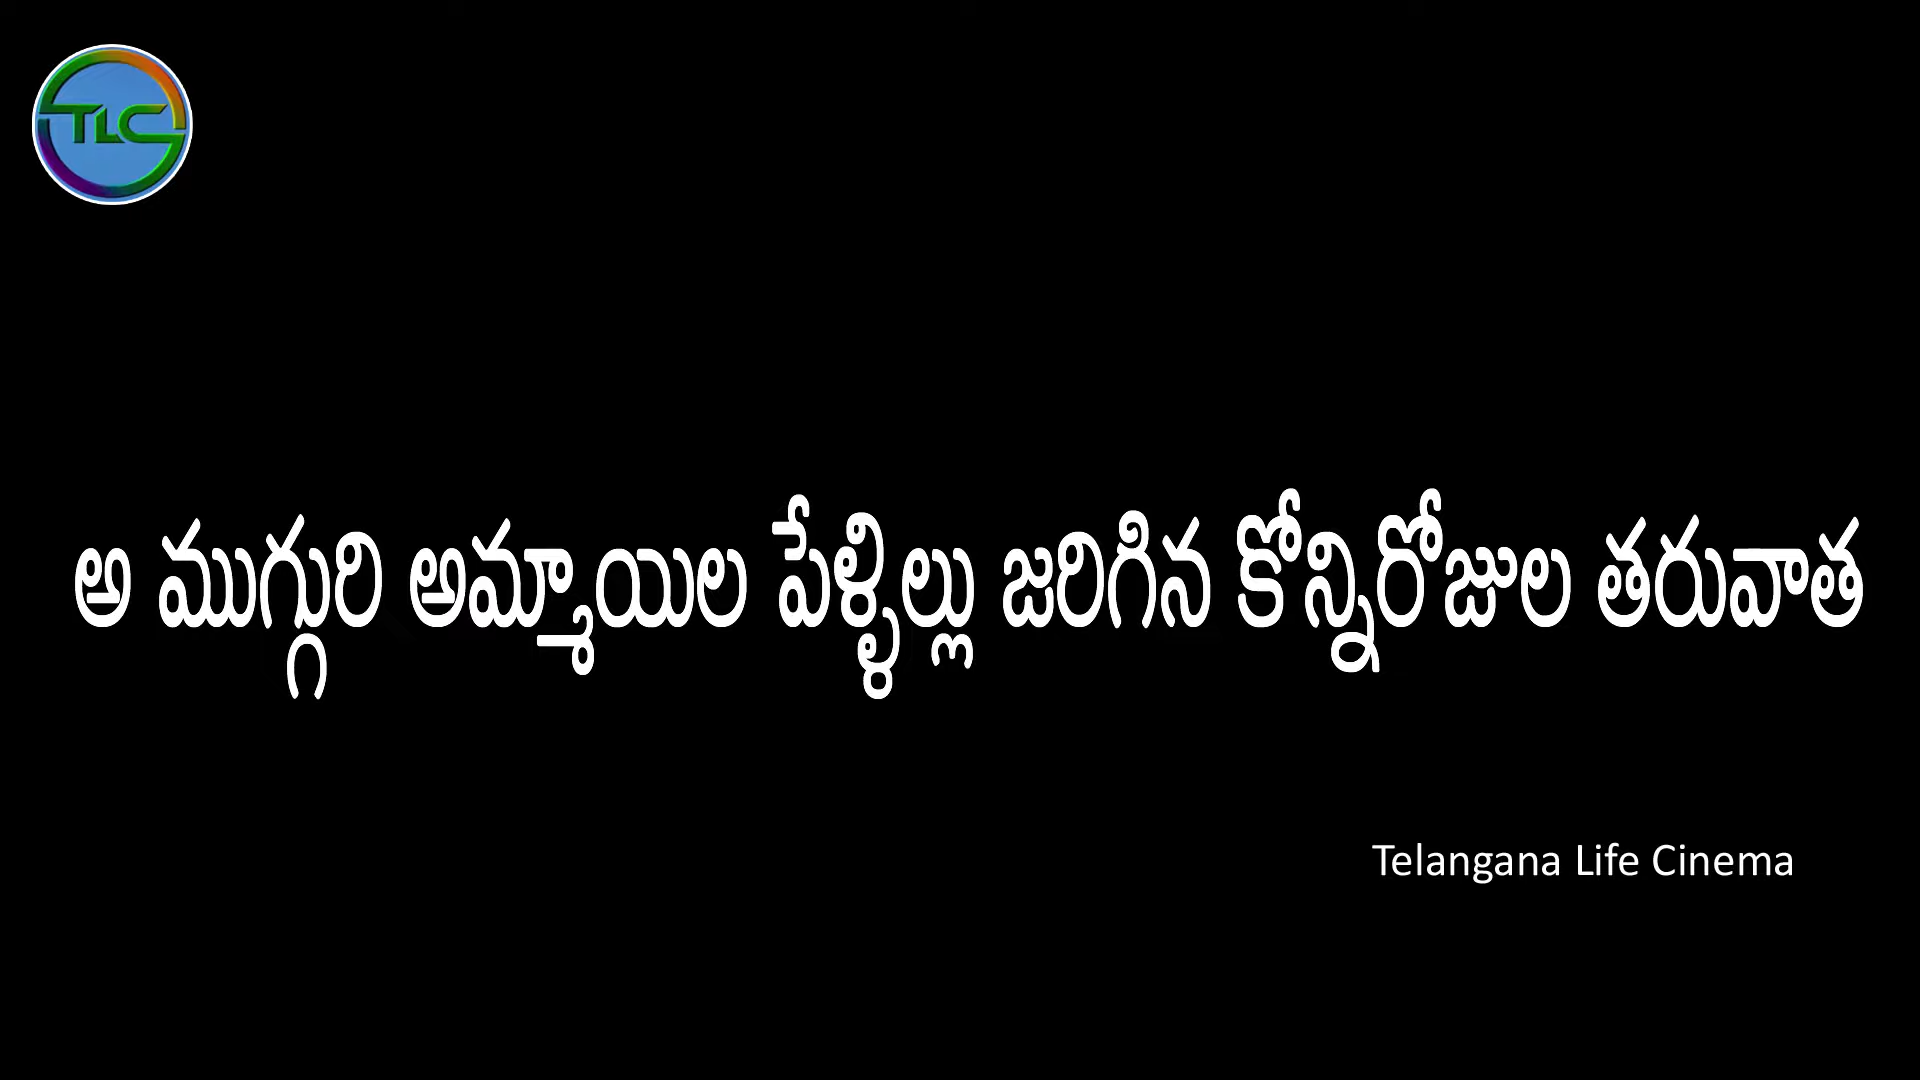 TLC
అ ముగ్గురి అమ్మాయిల పేళ్ళిల్లు జరిగిన కోన్నిరోజుల తరువాత
Telangana Life Cinema